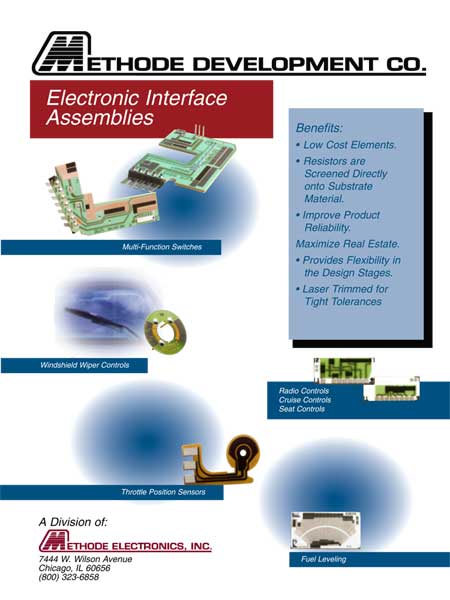 METHODE DEVELOPMENT CO.
Electronic Interface
Assemblies
Benefits:
• Low Cost Elements.
• Resistors are
Screened Directly
onto Substrate
Material.
• Improve Product
Reliability.
Maximize Real Estate.
• Provides Flexibility in
the Design Stages.
• Laser Trimmed for
Tight Tolerances
Multi-Function Switches
Windshield Wiper Controls
Radio Controls
Cruise Controls
Seat Controls
Throttle Position Sensors
Fuel Leveling
A Division of:
METHODE ELECTRONICS, INC.
7444 W. Wilson Avenue
Chicago, IL 60656
(800) 323-6858